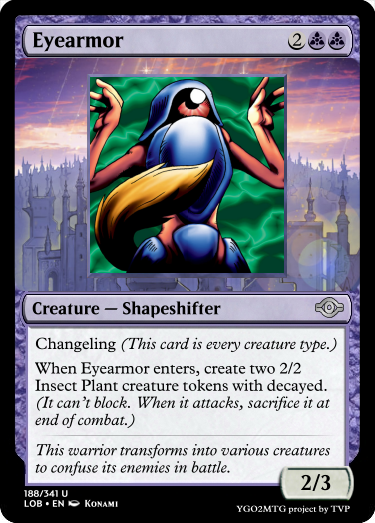 Eyearmor 2
Creature — Shapeshifter
Changeling (This card is every creature type.)
When Eyearmor enters, create two 2/2
Insect Plant creature tokens with decayed.
(It can't block. When it attacks, sacrifice it at
end of combat.)
This warrior transforms into various creatures
to confuse its enemies in battle.
2/3
188/341 U
LOB • EN Konami
YGO2MTG project by TVP